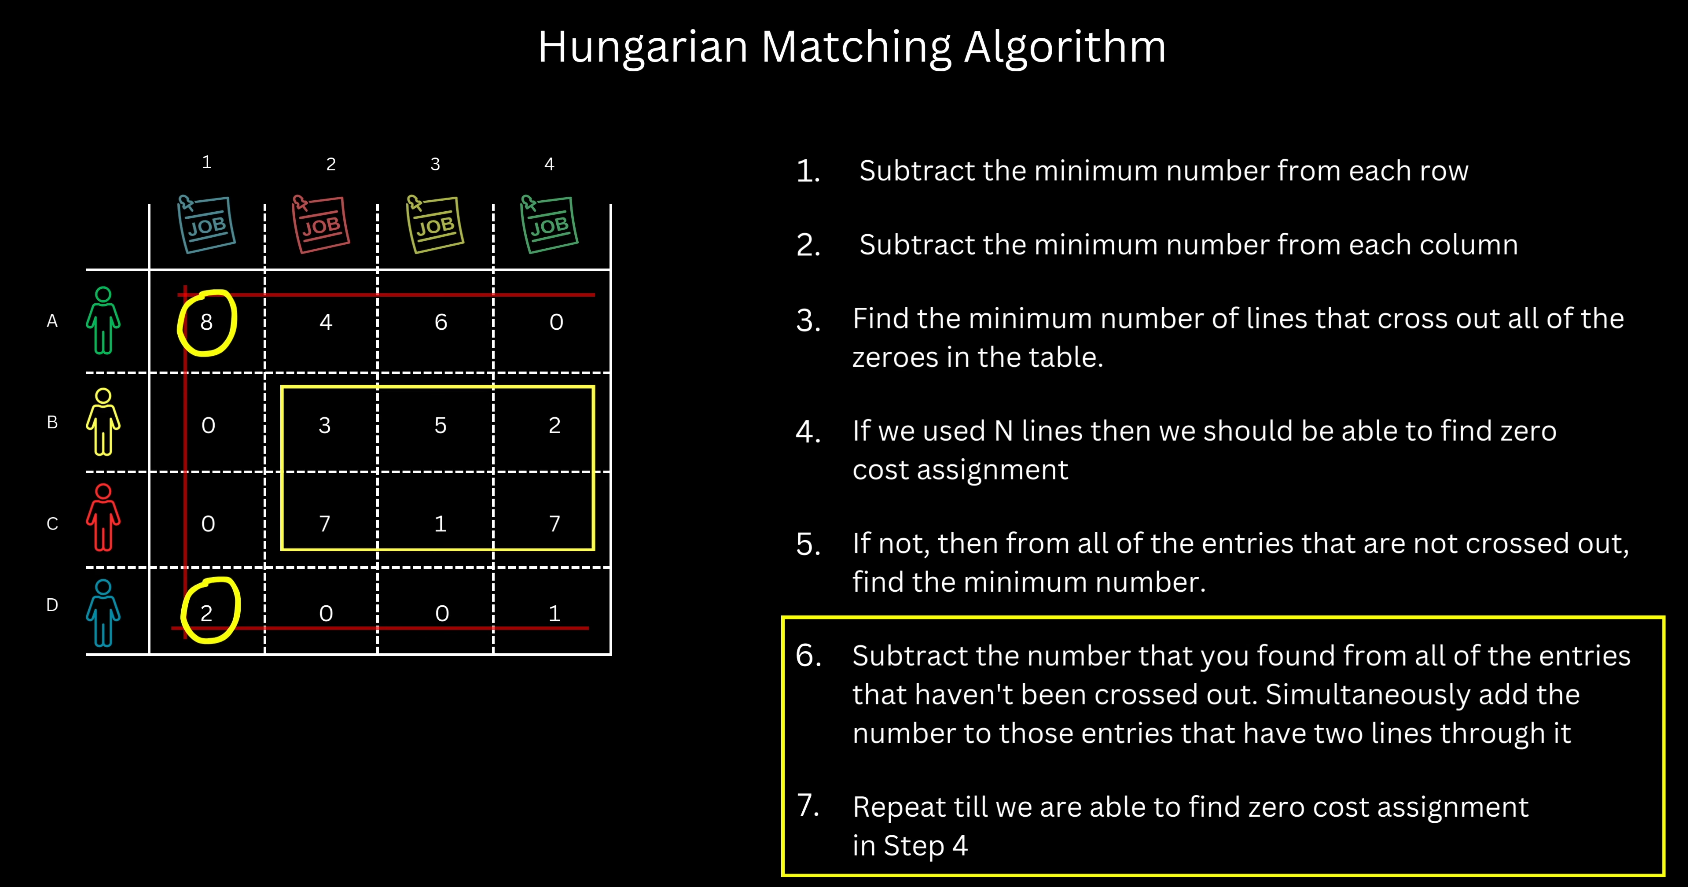 Hungarian Matching Algorithm
1 2 3 4
JOB JOB JOB JOB
A 8 4 6 0
B 0 3 5 2
C 0 7 1 7
D 2 0 0 1
1. Subtract the minimum number from each row
2. Subtract the minimum number from each column
3. Find the minimum number of lines that cross out all of the
zeroes in the table.
4. If we used N lines then we should be able to find zero
cost assignment
5. If not, then from all of the entries that are not crossed out,
find the minimum number.
6. Subtract the number that you found from all of the entries
that haven't been crossed out. Simultaneously add the
number to those entries that have two lines through it
7. Repeat till we are able to find zero cost assignment
in Step 4